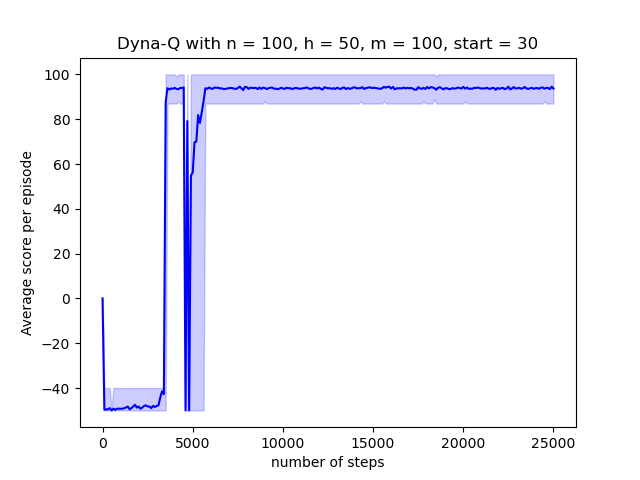 Dyna-Q with n = 100, h = 50, m = 100, start = 30
Average score per episode
100
80
60
40
20
0
−20
−40
0 5000 10000 15000 20000 25000
number of steps